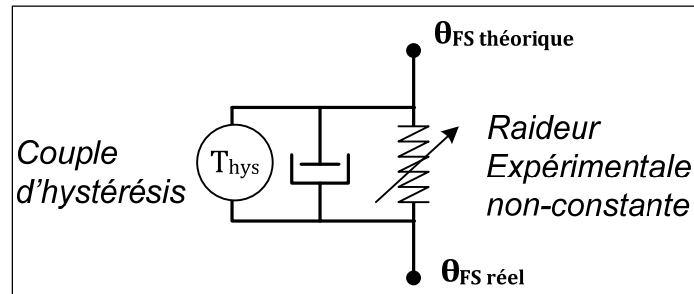 θFS théorique
Couple
d'hystérésis
Thys
Raideur
Expérimentale
non-constante
θFS réel